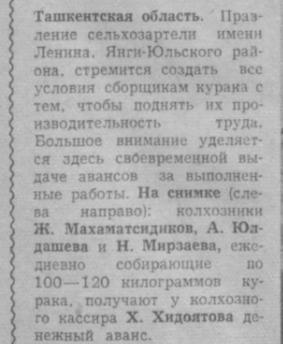 Ташкентская область. Прав-
ление сельхозартели имени
Ленина, Янги-Юльского рай-
она, стремится создать все
условия сборщикам курака с
тем, чтобы поднять их про-
изводительность труда.
Большое внимание уделяет-
ся здесь своевременной вы-
даче авансов за выполнен-
ные работы. На снимке (сле-
ва направо): колхозники
Ж. Махаматсидиков, А. Юл-
дашева и Н. Мирзаева, еже-
дневно собирающие по
100—120 килограммов ку-
рака, получают у колхозно-
го кассира Х. Хидоятова де-
нежный аванс.